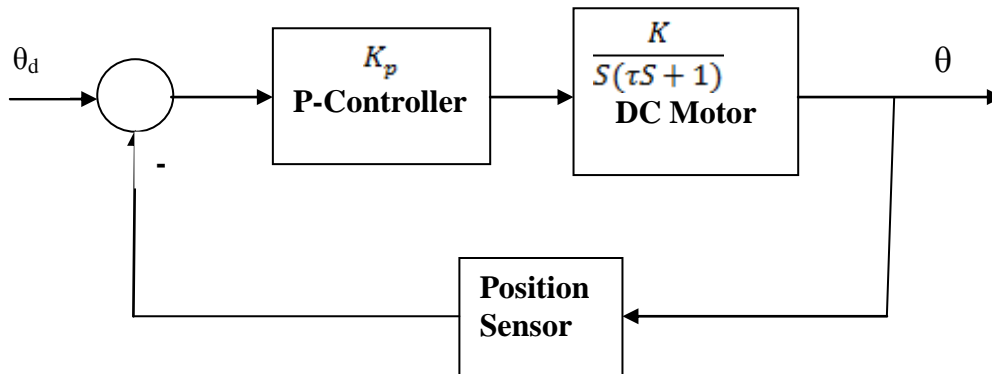 θd
Kp
P-Controller
K
S(τS + 1)
DC Motor
θ
-
Position
Sensor